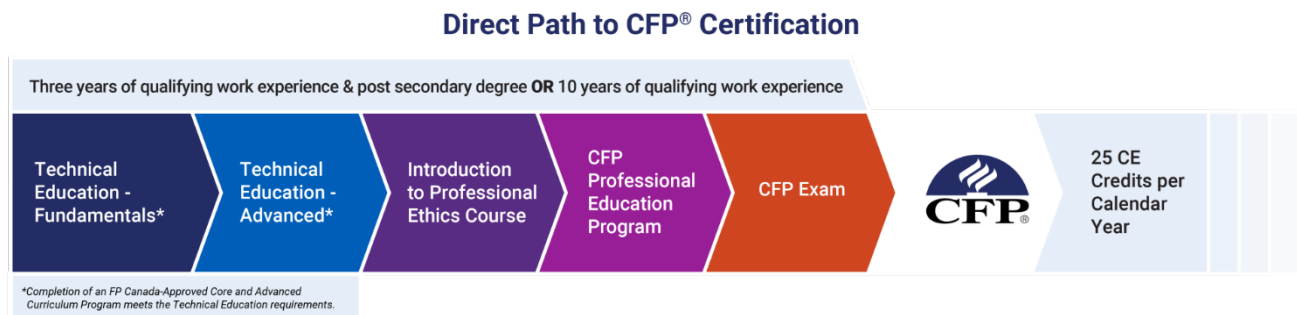 Direct Path to CFP® Certification
Three years of qualifying work experience & post secondary degree OR 10 years of qualifying work experience
Technical
Education -
Fundamentals*
Technical
Education -
Advanced*
Introduction
to Professional
Ethics Course
CFP
Professional
Education
Program
CFP Exam
CFP®
25 CE
Credits per
Calendar
Year
*Completion of an FP Canada-Approved Core and Advanced
Curriculum Program meets the Technical Education requirements.